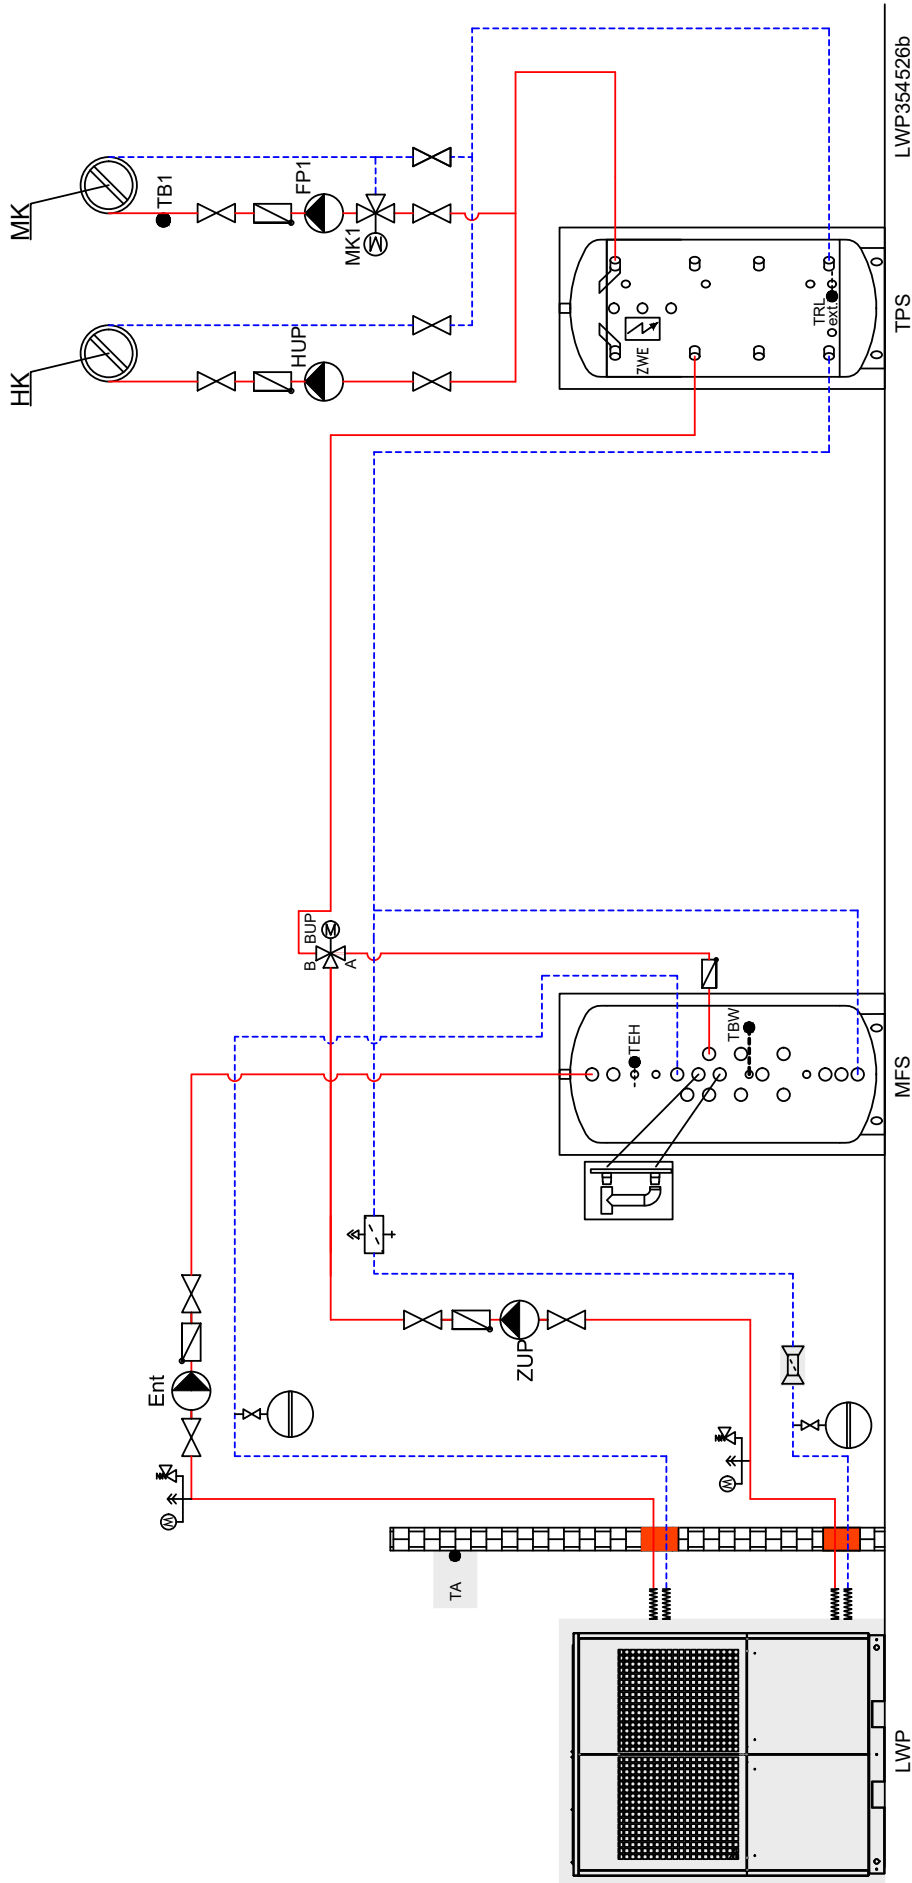 MK
TB1
FP1
MK1
HK
HUP
LWP354526b
TRL
ext.
ZWE
TPS
B
BUP
M
A
TEH
TBW
MFS
Ent
ZUP
M
M
TA
LWP